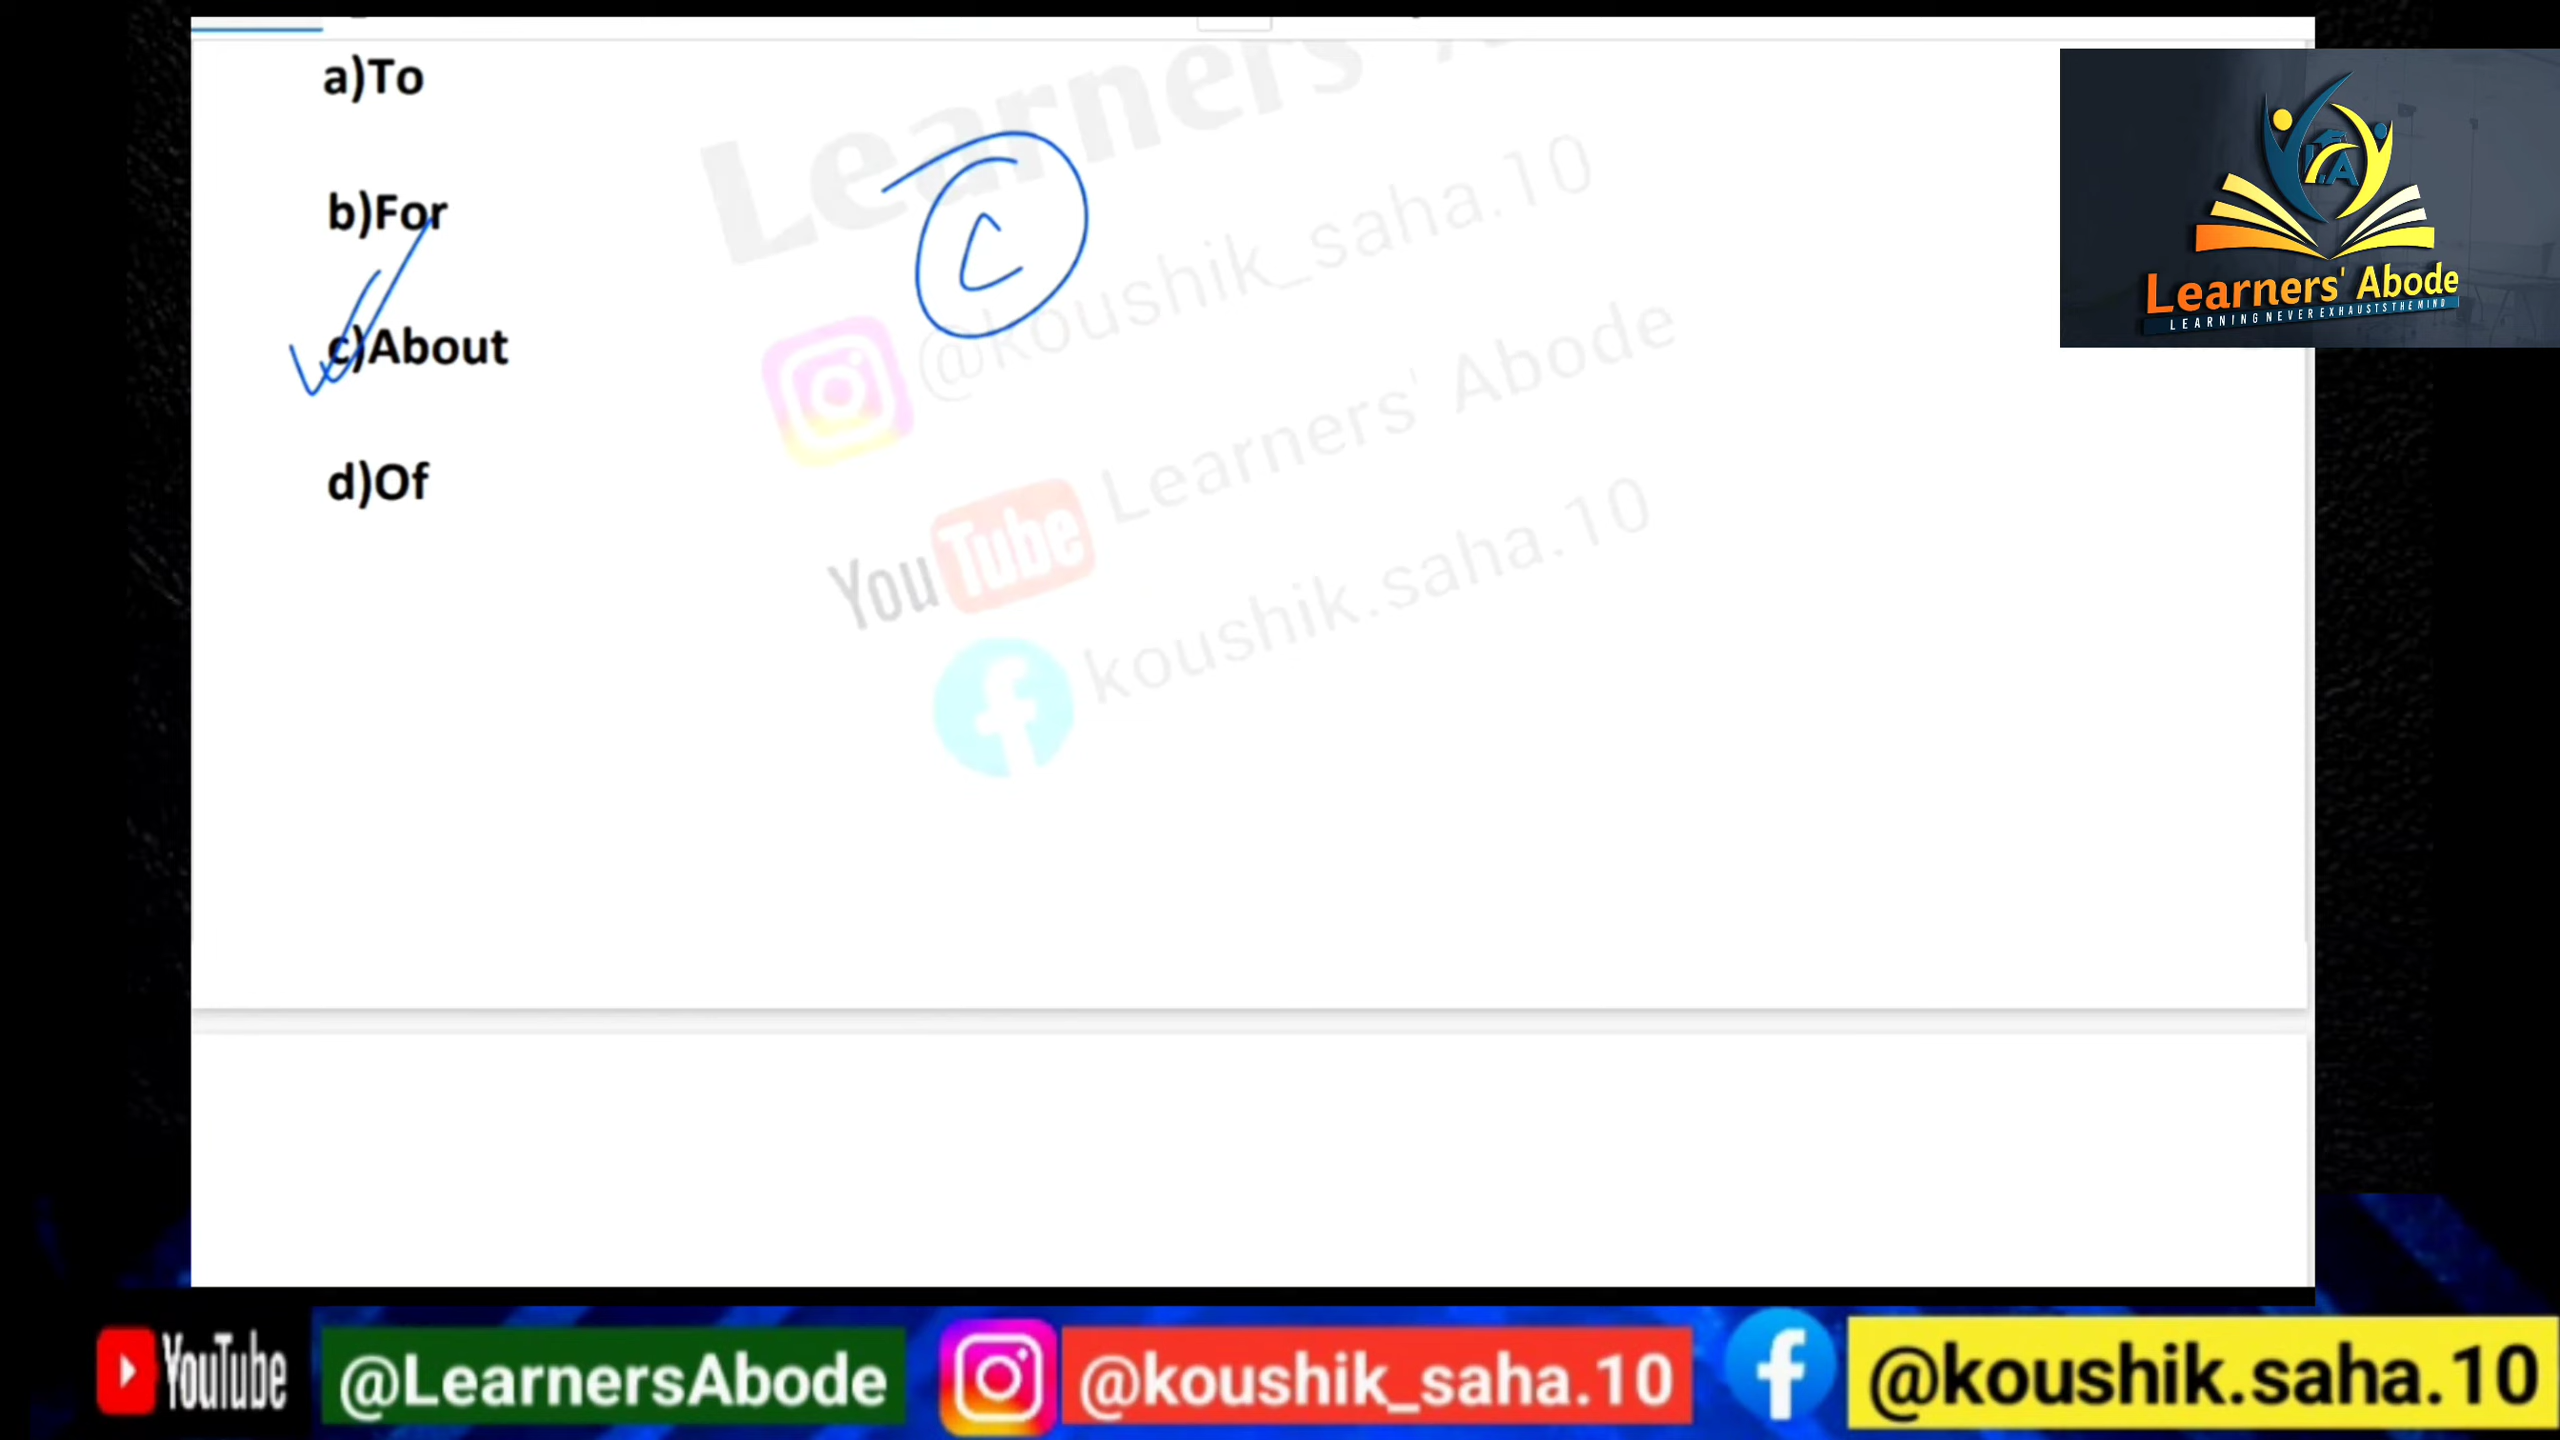 a)To
b)For
c)About
d)Of
C
Learners'
@koushik_saha.10
YouTube Learners' Abode
koushik.saha.10
LA
Learners' Abode
LEARNING NEVER EXHAUSTS THE MIND
YouTube @LearnersAbode @koushik_saha.10 @koushik.saha.10